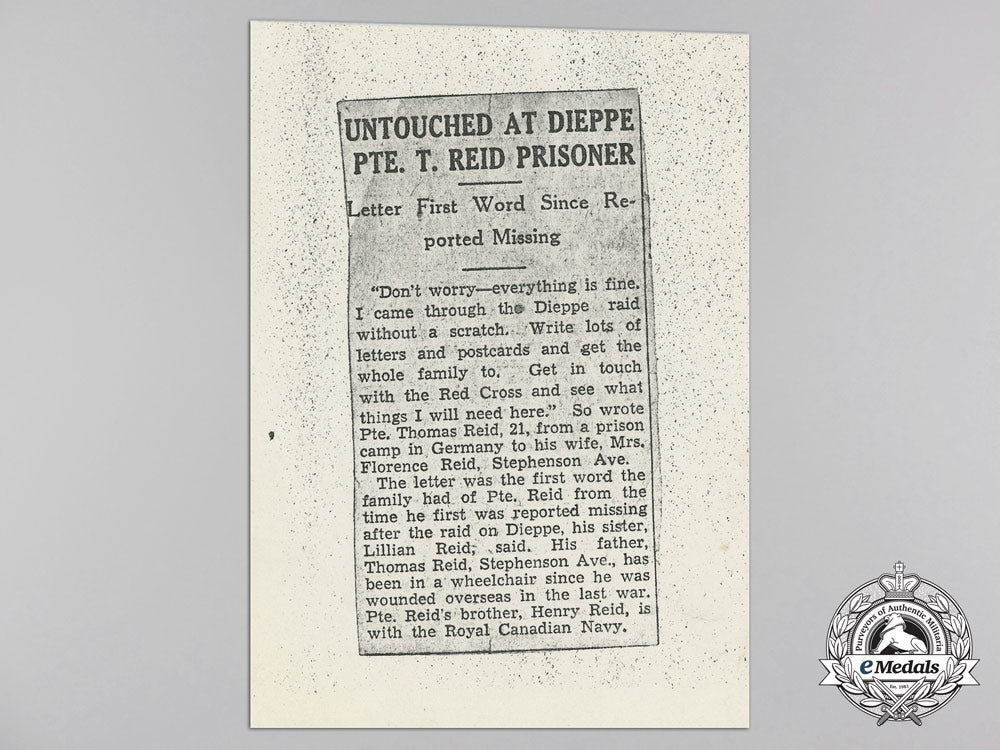 UNTOUCHED AT DIEPPE
PTE. T. REID PRISONER
Letter First Word Since Re-
ported Missing
"Don't worry—everything is fine.
I came through the Dieppe raid
without a scratch. Write lots of
letters and postcards and get the
whole family to. Get in touch
with the Red Cross and see what
things I will need here." So wrote
Pte. Thomas Reid, 21, from a prison
camp in Germany to his wife, Mrs.
Florence Reid, Stephenson Ave.
The letter was the first word the
family had of Pte. Reid from the
time he first was reported missing
after the raid on Dieppe, his sister,
Lillian Reid, said. His father,
Thomas Reid, Stephenson Ave., has
been in a wheelchair since he was
wounded overseas in the last war.
Pte. Reid's brother, Henry Reid, is
with the Royal Canadian Navy.
Purveyors of Authentic Militaria
eMedals
Est. 1985